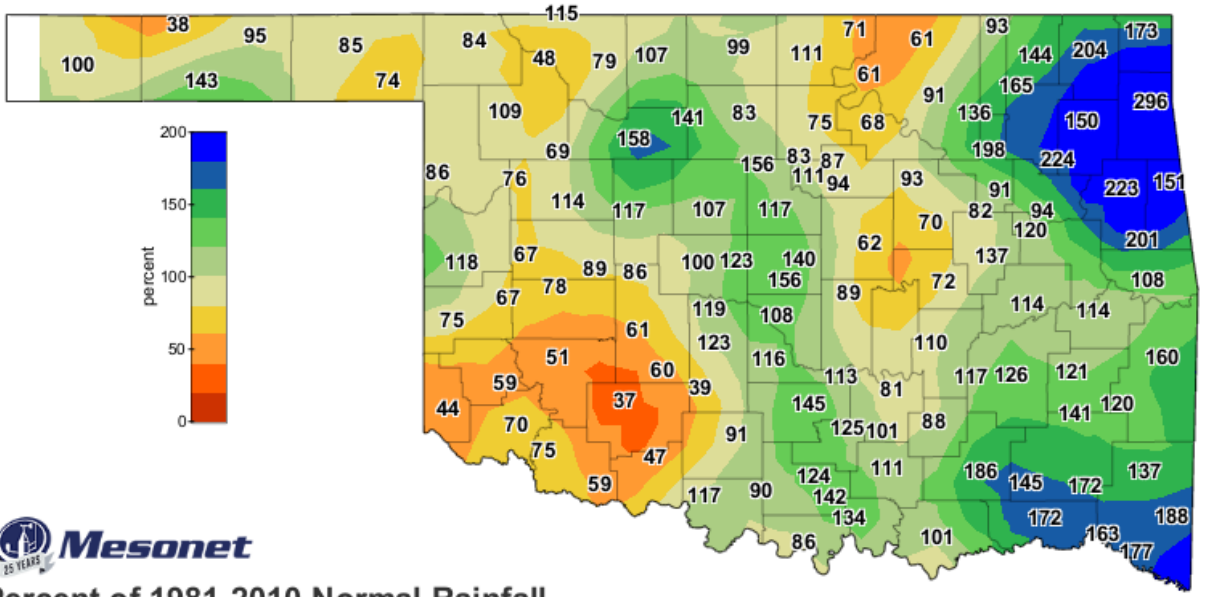 115
38 95 85 84 48 79 107 99 111 71 61 93 144 204 173
100 143 74 61 165
109 141 83 75 68 91 136 150 296
200
158
69 156 83 87 198 224
86 76 111 94 93 91 223 151
150
114 117 107 117 70 82 94 120
118 67 89 86 100 123 140 62 137 201
percent
100
78 156 89 72 108
67 119 108 114 114
75 61 123 110
50
51 60 116 113 81 117 126 121 160
59 37 39 145 120
0
44 70 91 125 101 88 141
75 47 111
59 117 90 124 142 186 145 172 137
134 172 188
86 101 163 177
Mesonet
25 YEARS
Percent of 1981-2010 Normal Rainfall